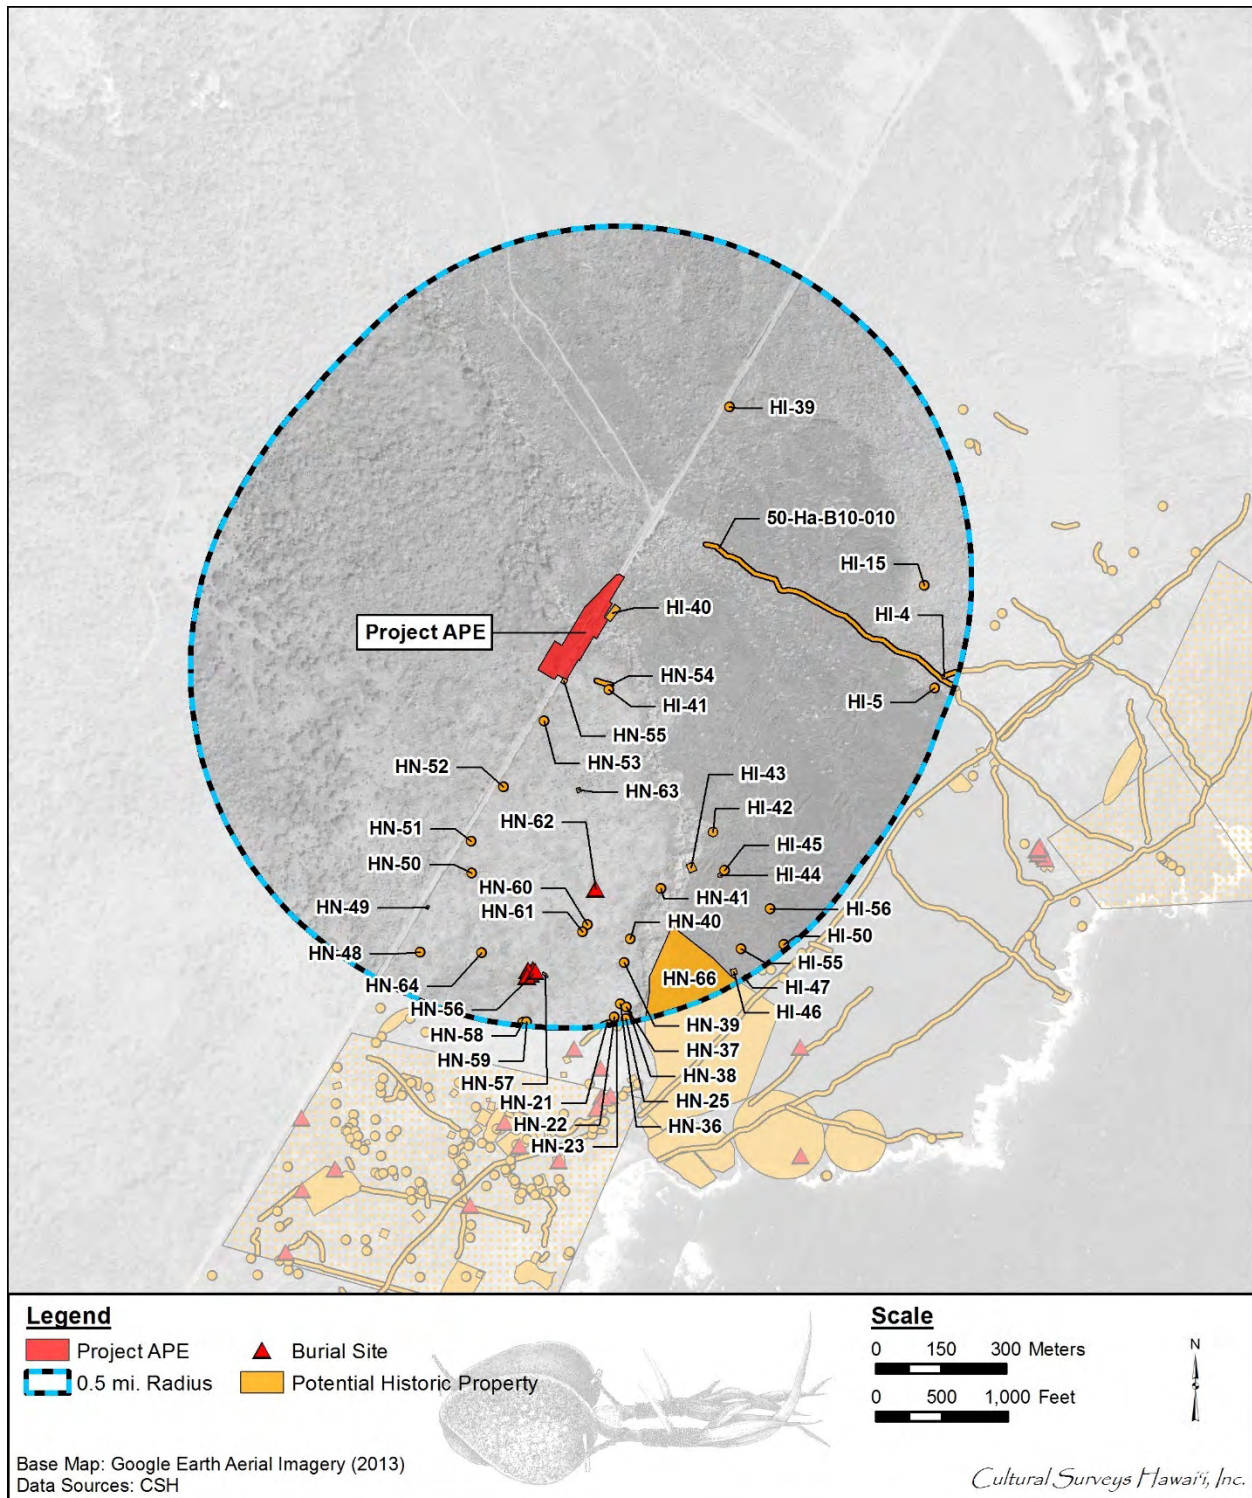 HI-39
50-Ha-B10-010
HI-15
HI-4
HI-40
Project APE
HN-54
HI-5
HI-41
HN-55
HN-53
HN-52
HI-43
HN-63
HI-42
HN-62
HN-51
HI-45
HN-50
HI-44
HN-60
HN-41
HN-49
HN-61
HI-56
HN-40
HI-50
HN-48
HI-55
HN-64
HN-66
HI-47
HN-56
HI-46
HN-58
HN-39
HN-59
HN-37
HN-57
HN-38
HN-21
HN-25
HN-22
HN-36
HN-23
Legend
Project APE
Burial Site
0.5 mi. Radius
Potential Historic Property
Scale
0 150 300 Meters
0 500 1,000 Feet
N
Base Map: Google Earth Aerial Imagery (2013)
Data Sources: CSH
Cultural Surveys Hawaiʻi, Inc.